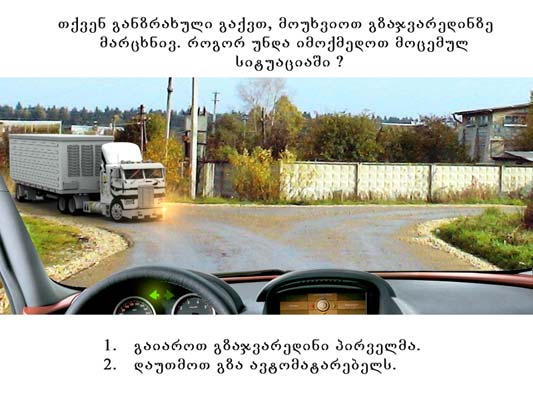 თქვენ განზრახული გაქვთ, მოუხვიოთ გზაჯვარედინზე
მარცხნივ. როგორ უნდა იმოქმედოთ მოცემულ
სიტუაციაში ?
1. გაიაროთ გზაჯვარედინი პირველმა.
2. დაუთმოთ გზა ავტომატარებელს.